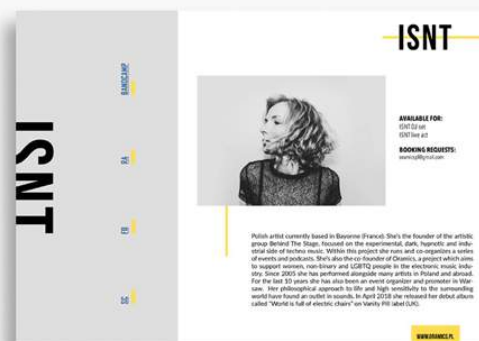 ISNT
BANDCAMP
RA
FB
IG
ISNT
AVAILABLE FOR:
ISNT DJ set
ISNT live act
BOOKING REQUESTS:
Polish artist currently based in Bayonne (France). She's the founder of the artistic
group Behind The Stage, focused on the experimental, dark, hypnotic and indu-
strial side of techno music. Within this project she runs and co-organizes a series
of events and podcasts. She's also the co-founder of Oramics, a project which aims
to support women, non-binary and LGBTQ people in the electronic music indu-
stry. Since 2005 she has performed alongside many artists in Poland and abroad.
For the last 10 years she has also been an event organizer and promoter in War-
saw. Her philosophical approach to life and high sensitivity to the surrounding
world have found an outlet in sounds. In April 2018 she released her debut album
called "World is full of electric chairs" on Vanity Pill label (UK).
WWW.ORAMICS.PL